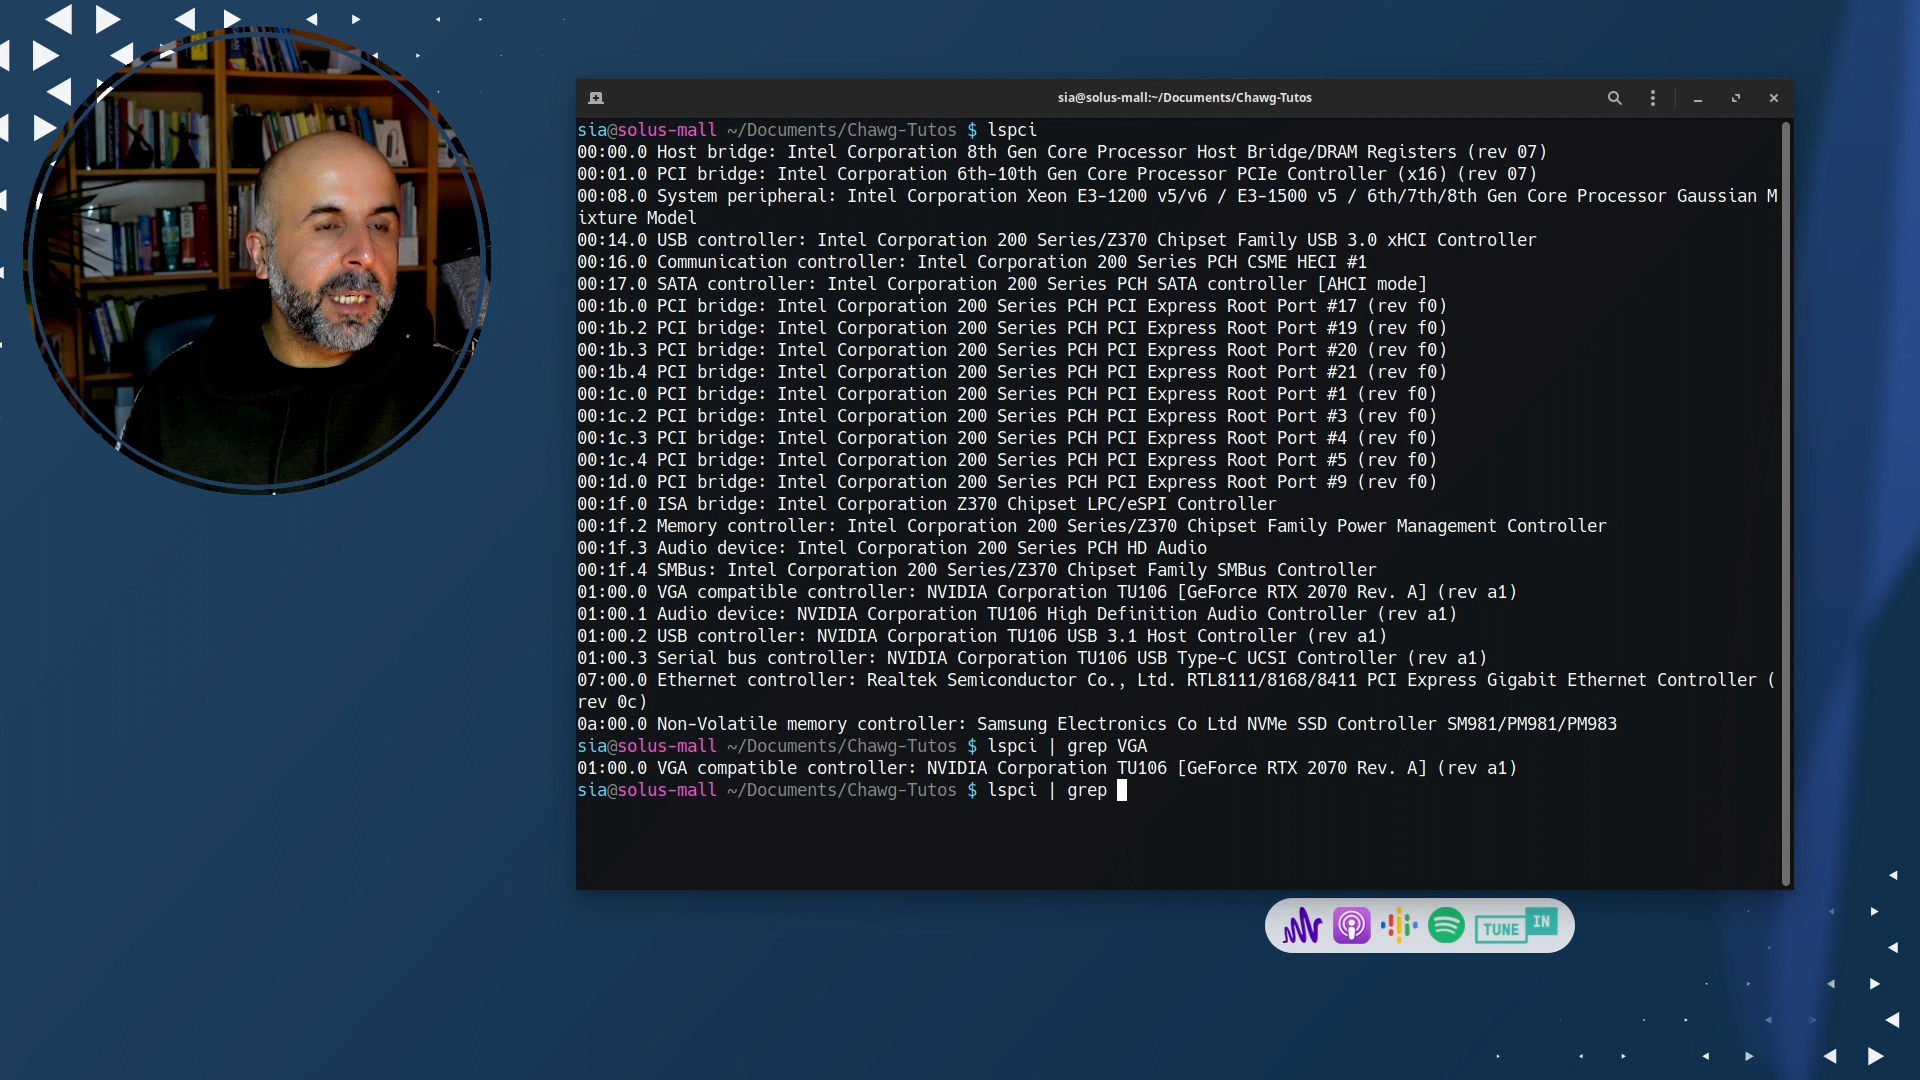 sia@solus-mall:~/Documents/Chawg-Tutos
sia@solus-mall ~/Documents/Chawg-Tutos $ lspci
00:00.0 Host bridge: Intel Corporation 8th Gen Core Processor Host Bridge/DRAM Registers (rev 07)
00:01.0 PCI bridge: Intel Corporation 6th-10th Gen Core Processor PCIe Controller (x16) (rev 07)
00:08.0 System peripheral: Intel Corporation Xeon E3-1200 v5/v6 / E3-1500 v5 / 6th/7th/8th Gen Core Processor Gaussian M
ixture Model
00:14.0 USB controller: Intel Corporation 200 Series/Z370 Chipset Family USB 3.0 xHCI Controller
00:16.0 Communication controller: Intel Corporation 200 Series PCH CSME HECI #1
00:17.0 SATA controller: Intel Corporation 200 Series PCH SATA controller [AHCI mode]
00:1b.0 PCI bridge: Intel Corporation 200 Series PCH PCI Express Root Port #17 (rev f0)
00:1b.2 PCI bridge: Intel Corporation 200 Series PCH PCI Express Root Port #19 (rev f0)
00:1b.3 PCI bridge: Intel Corporation 200 Series PCH PCI Express Root Port #20 (rev f0)
00:1b.4 PCI bridge: Intel Corporation 200 Series PCH PCI Express Root Port #21 (rev f0)
00:1c.0 PCI bridge: Intel Corporation 200 Series PCH PCI Express Root Port #1 (rev f0)
00:1c.2 PCI bridge: Intel Corporation 200 Series PCH PCI Express Root Port #3 (rev f0)
00:1c.3 PCI bridge: Intel Corporation 200 Series PCH PCI Express Root Port #4 (rev f0)
00:1c.4 PCI bridge: Intel Corporation 200 Series PCH PCI Express Root Port #5 (rev f0)
00:1d.0 PCI bridge: Intel Corporation 200 Series PCH PCI Express Root Port #9 (rev f0)
00:1f.0 ISA bridge: Intel Corporation Z370 Chipset LPC/eSPI Controller
00:1f.2 Memory controller: Intel Corporation 200 Series/Z370 Chipset Family Power Management Controller
00:1f.3 Audio device: Intel Corporation 200 Series PCH HD Audio
00:1f.4 SMBus: Intel Corporation 200 Series/Z370 Chipset Family SMBus Controller
01:00.0 VGA compatible controller: NVIDIA Corporation TU106 [GeForce RTX 2070 Rev. A] (rev a1)
01:00.1 Audio device: NVIDIA Corporation TU106 High Definition Audio Controller (rev a1)
01:00.2 USB controller: NVIDIA Corporation TU106 USB 3.1 Host Controller (rev a1)
01:00.3 Serial bus controller: NVIDIA Corporation TU106 USB Type-C UCSI Controller (rev a1)
07:00.0 Ethernet controller: Realtek Semiconductor Co., Ltd. RTL8111/8168/8411 PCI Express Gigabit Ethernet Controller (
rev 0c)
0a:00.0 Non-Volatile memory controller: Samsung Electronics Co Ltd NVMe SSD Controller SM981/PM981/PM983
sia@solus-mall ~/Documents/Chawg-Tutos $ lspci | grep VGA
01:00.0 VGA compatible controller: NVIDIA Corporation TU106 [GeForce RTX 2070 Rev. A] (rev a1)
sia@solus-mall ~/Documents/Chawg-Tutos $ lspci | grep
TUNE IN